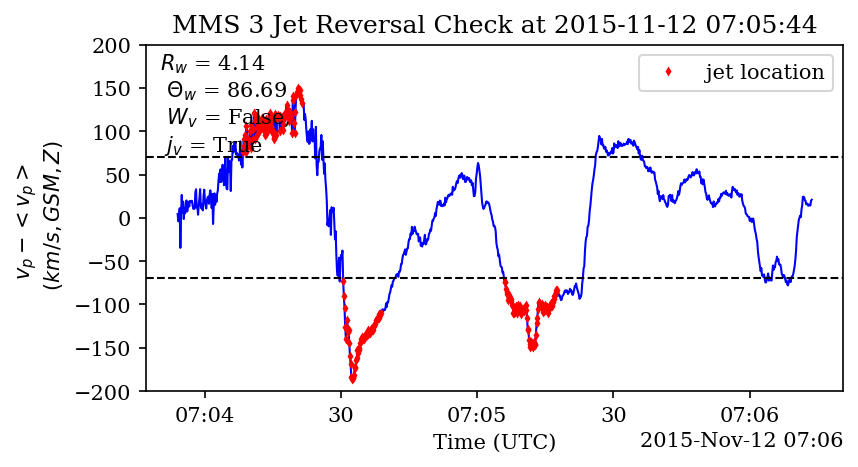 MMS 3 Jet Reversal Check at 2015-11-12 07:05:44
R_w = 4.14
Θ_w = 86.69
W_v = False,
j_v = True
jet location
200
150
100
50
0
−50
−100
−150
−200
v_p − < v_p >
(km/s, GSM, Z)
07:04 30 07:05 30 07:06
Time (UTC)
2015-Nov-12 07:06